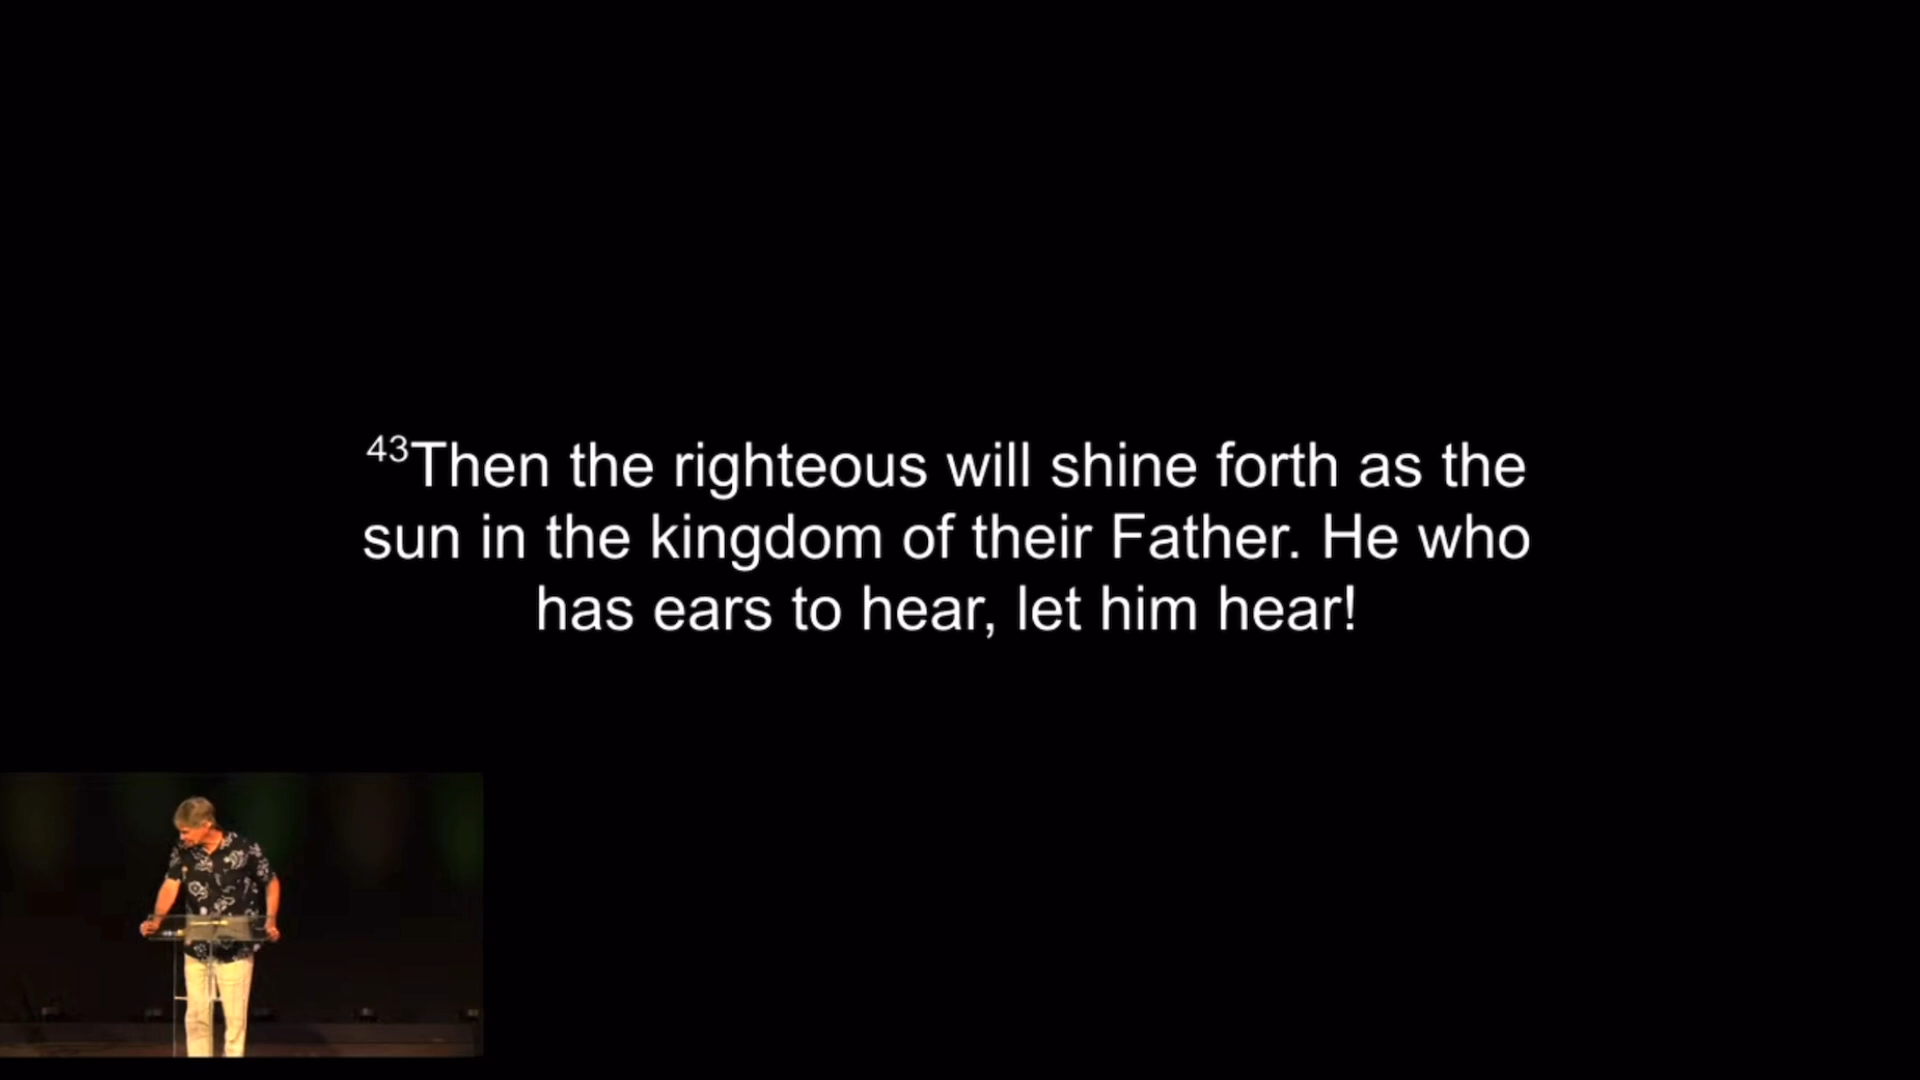 43Then the righteous will shine forth as the
sun in the kingdom of their Father. He who
has ears to hear, let him hear!